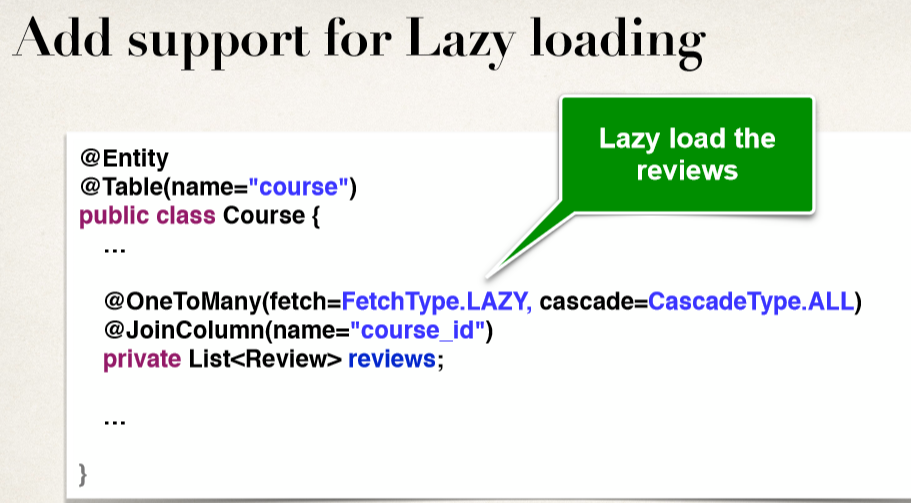 Add support for Lazy loading
Lazy load the
reviews
@Entity
@Table(name="course")
public class Course {
...
@OneToMany(fetch=FetchType.LAZY, cascade=CascadeType.ALL)
@JoinColumn(name="course_id")
private List<Review> reviews;
...
}